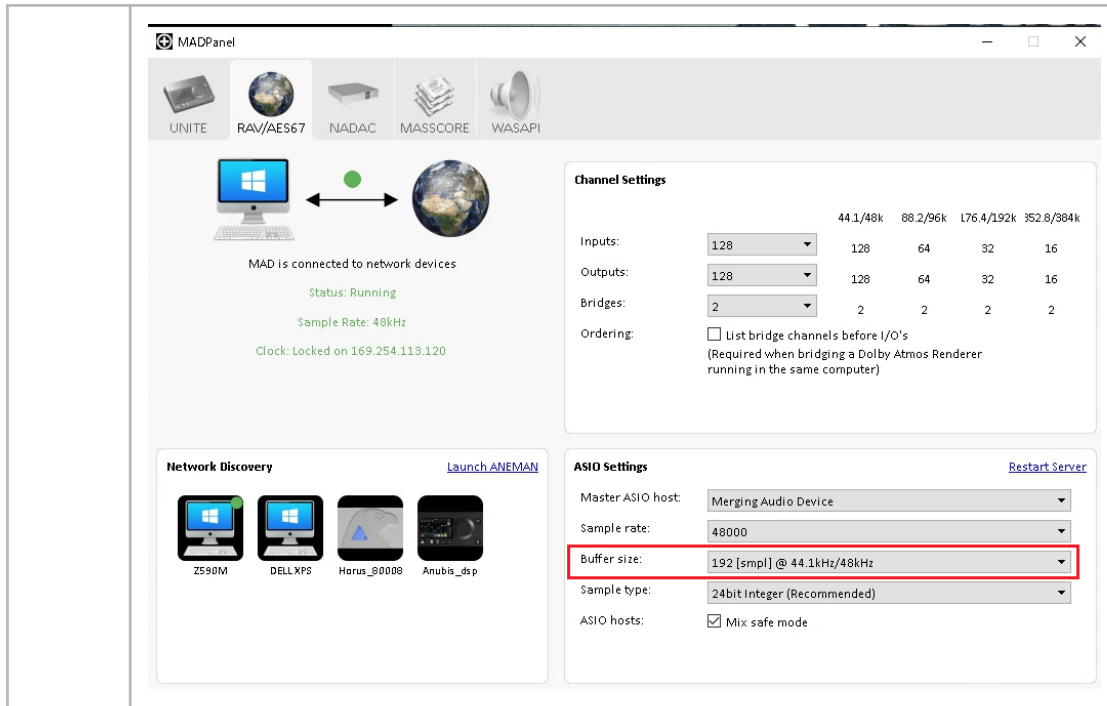 MADPanel
UNITE RAV/AES67 NADAC MASSCORE WASAPI
MAD is connected to network devices
Status: Running
Sample Rate: 48kHz
Clock: Locked on 169.254.113.120
Channel Settings
44.1/48k 88.2/96k 176.4/192k 352.8/384k
Inputs: 128 128 64 32 16
Outputs: 128 128 64 32 16
Bridges: 2 2 2 2 2
Ordering: List bridge channels before I/O's
(Required when bridging a Dolby Atmos Renderer
running in the same computer)
Network Discovery Launch ANEMAN
Z590M DELLXPS Horus_80008 Anubis_dsp
ASIO Settings Restart Server
Master ASIO host: Merging Audio Device
Sample rate: 48000
Buffer size: 192 [smpl] @ 44.1kHz/48kHz
Sample type: 24bit Integer (Recommended)
ASIO hosts: Mix safe mode